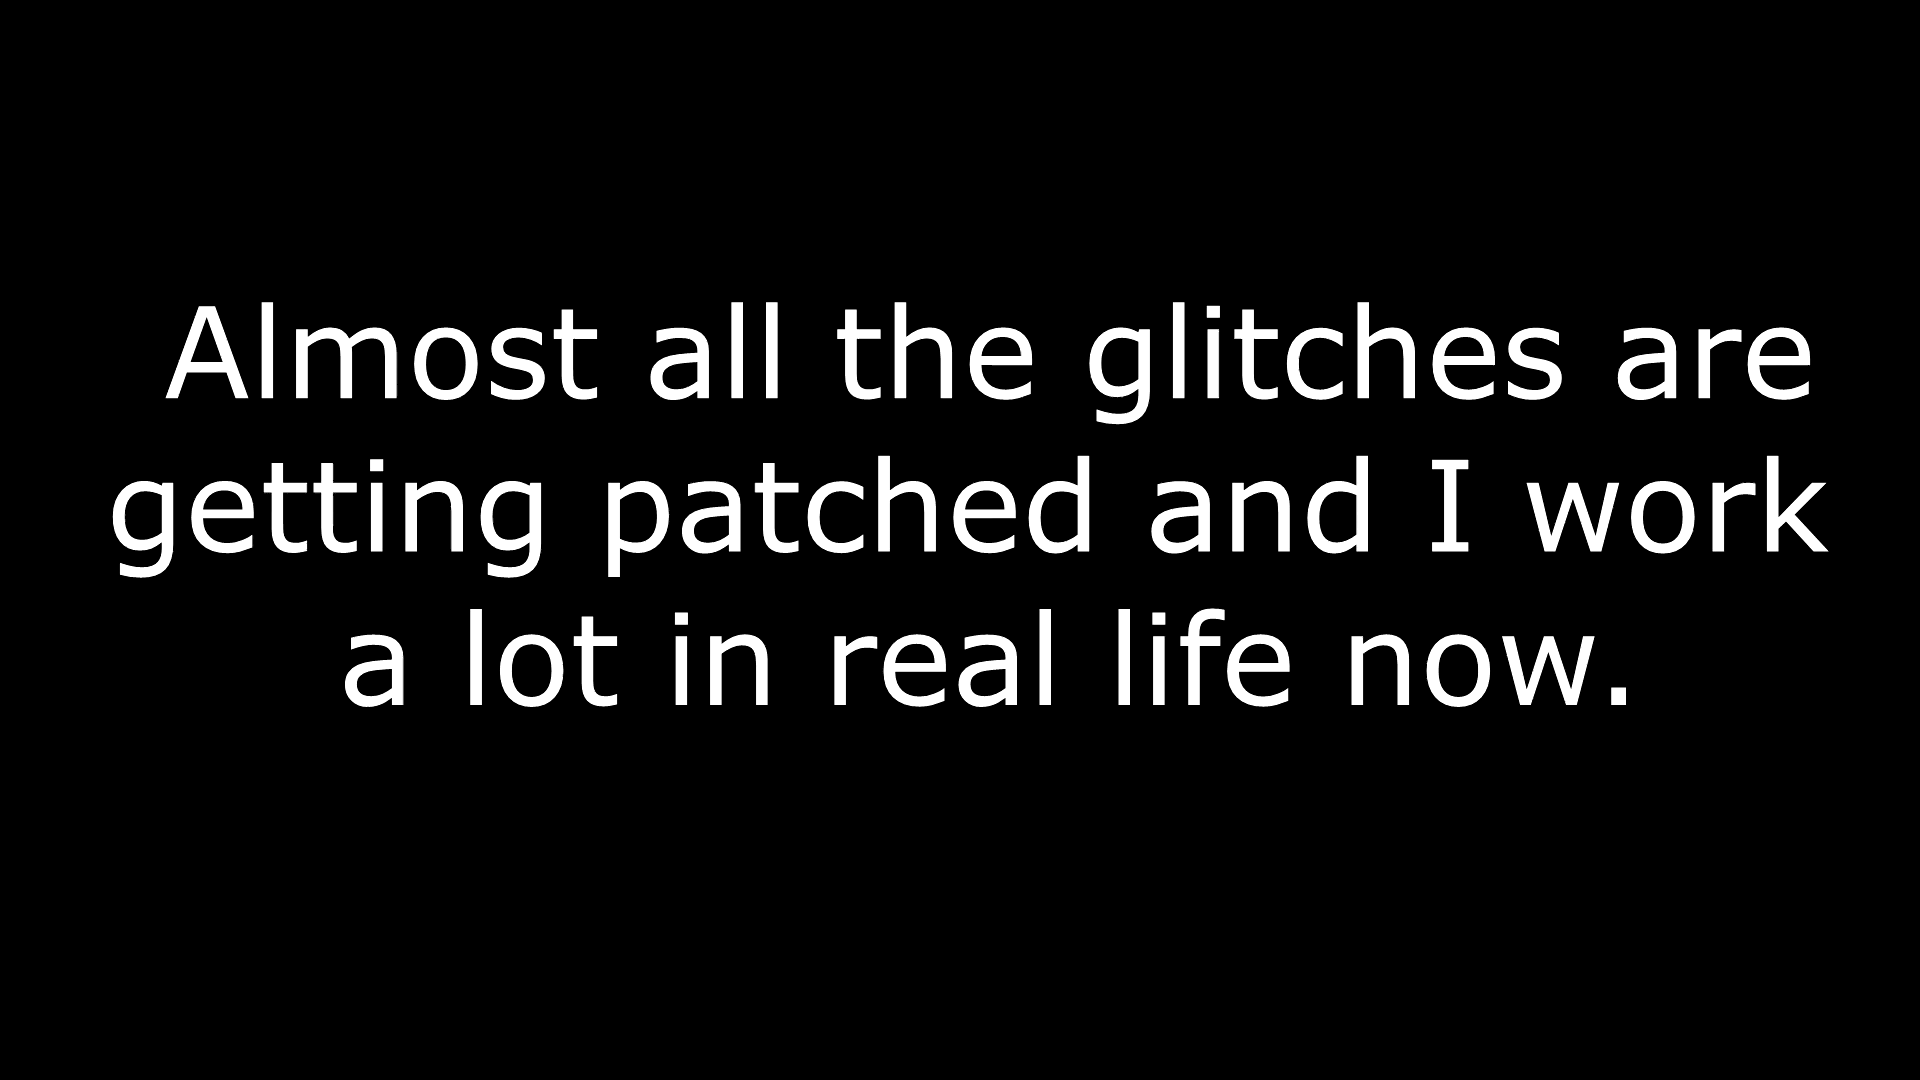 Almost all the glitches are
getting patched and I work
a lot in real life now.